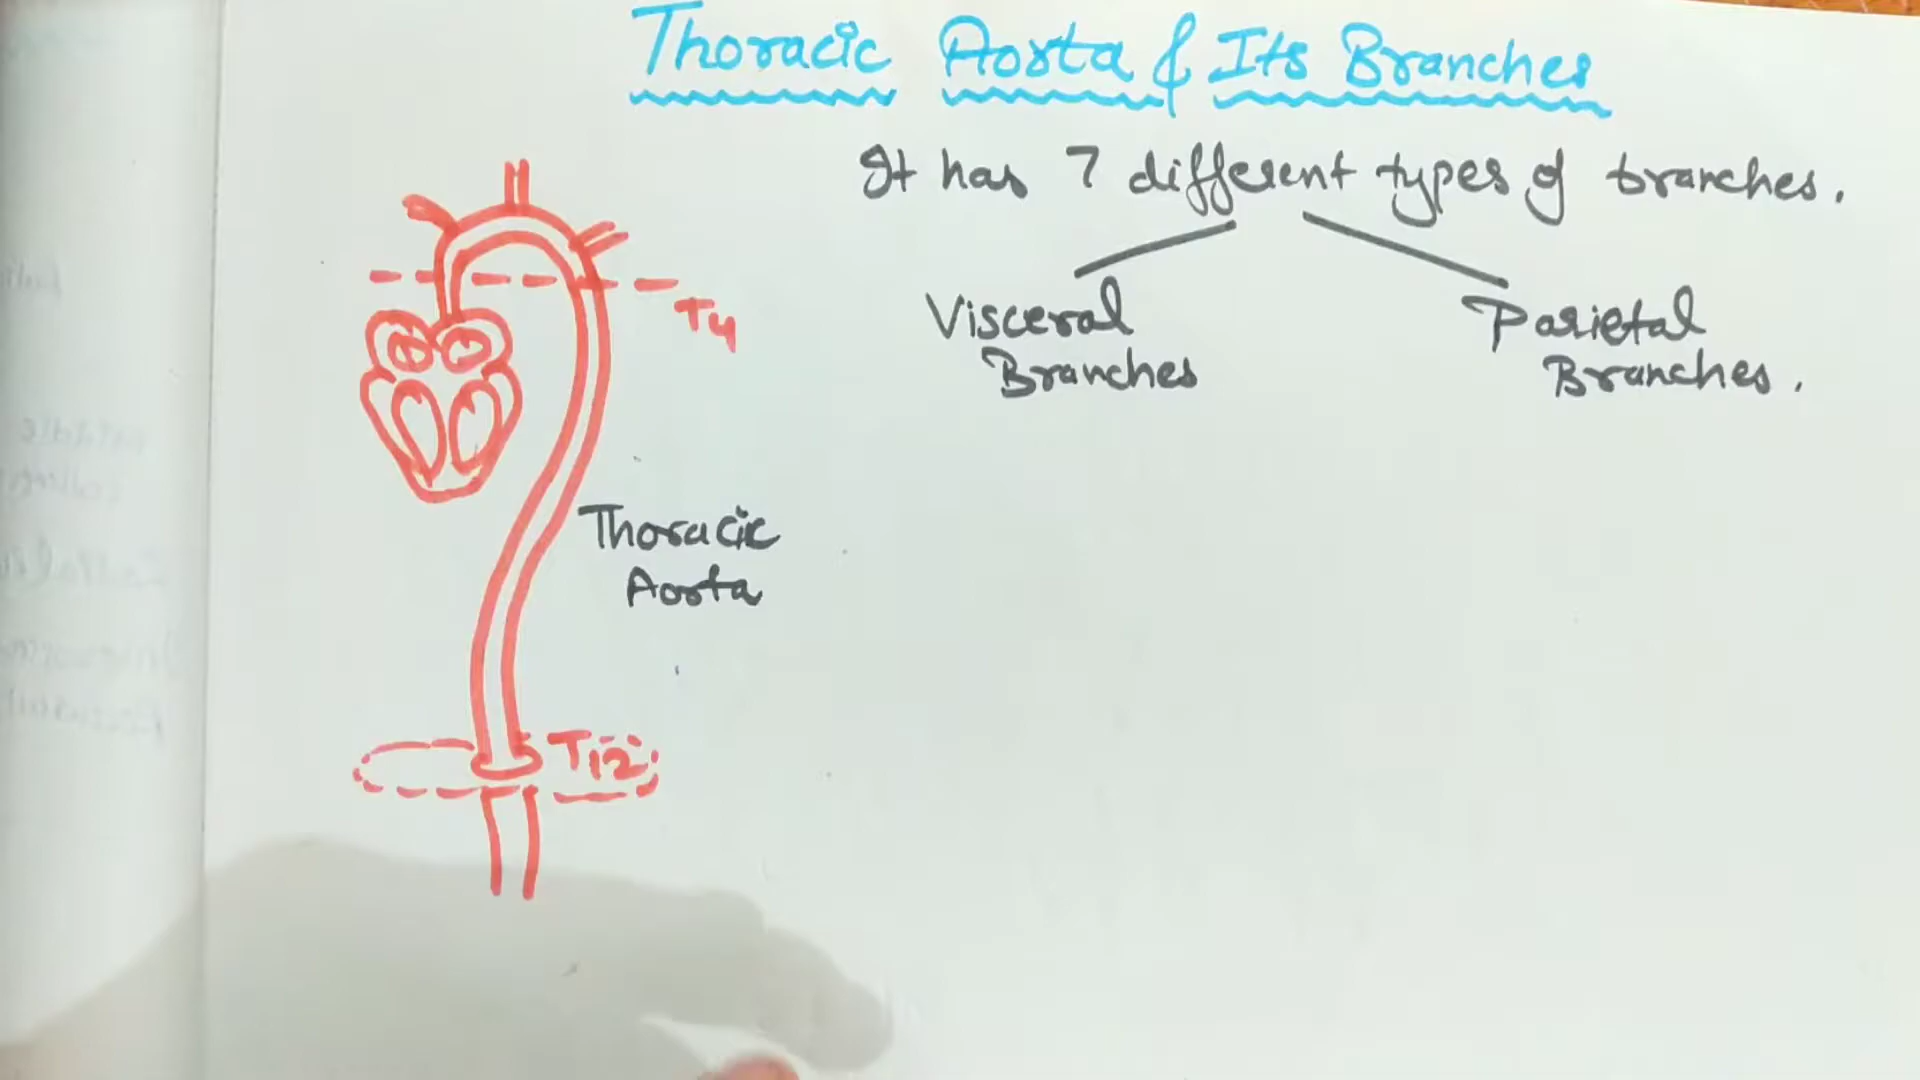 Thoracic Aorta & Its Branches
It has 7 different types of branches.
Visceral
Branches
Parietal
Branches.
T4
Thoracic
Aorta
T12